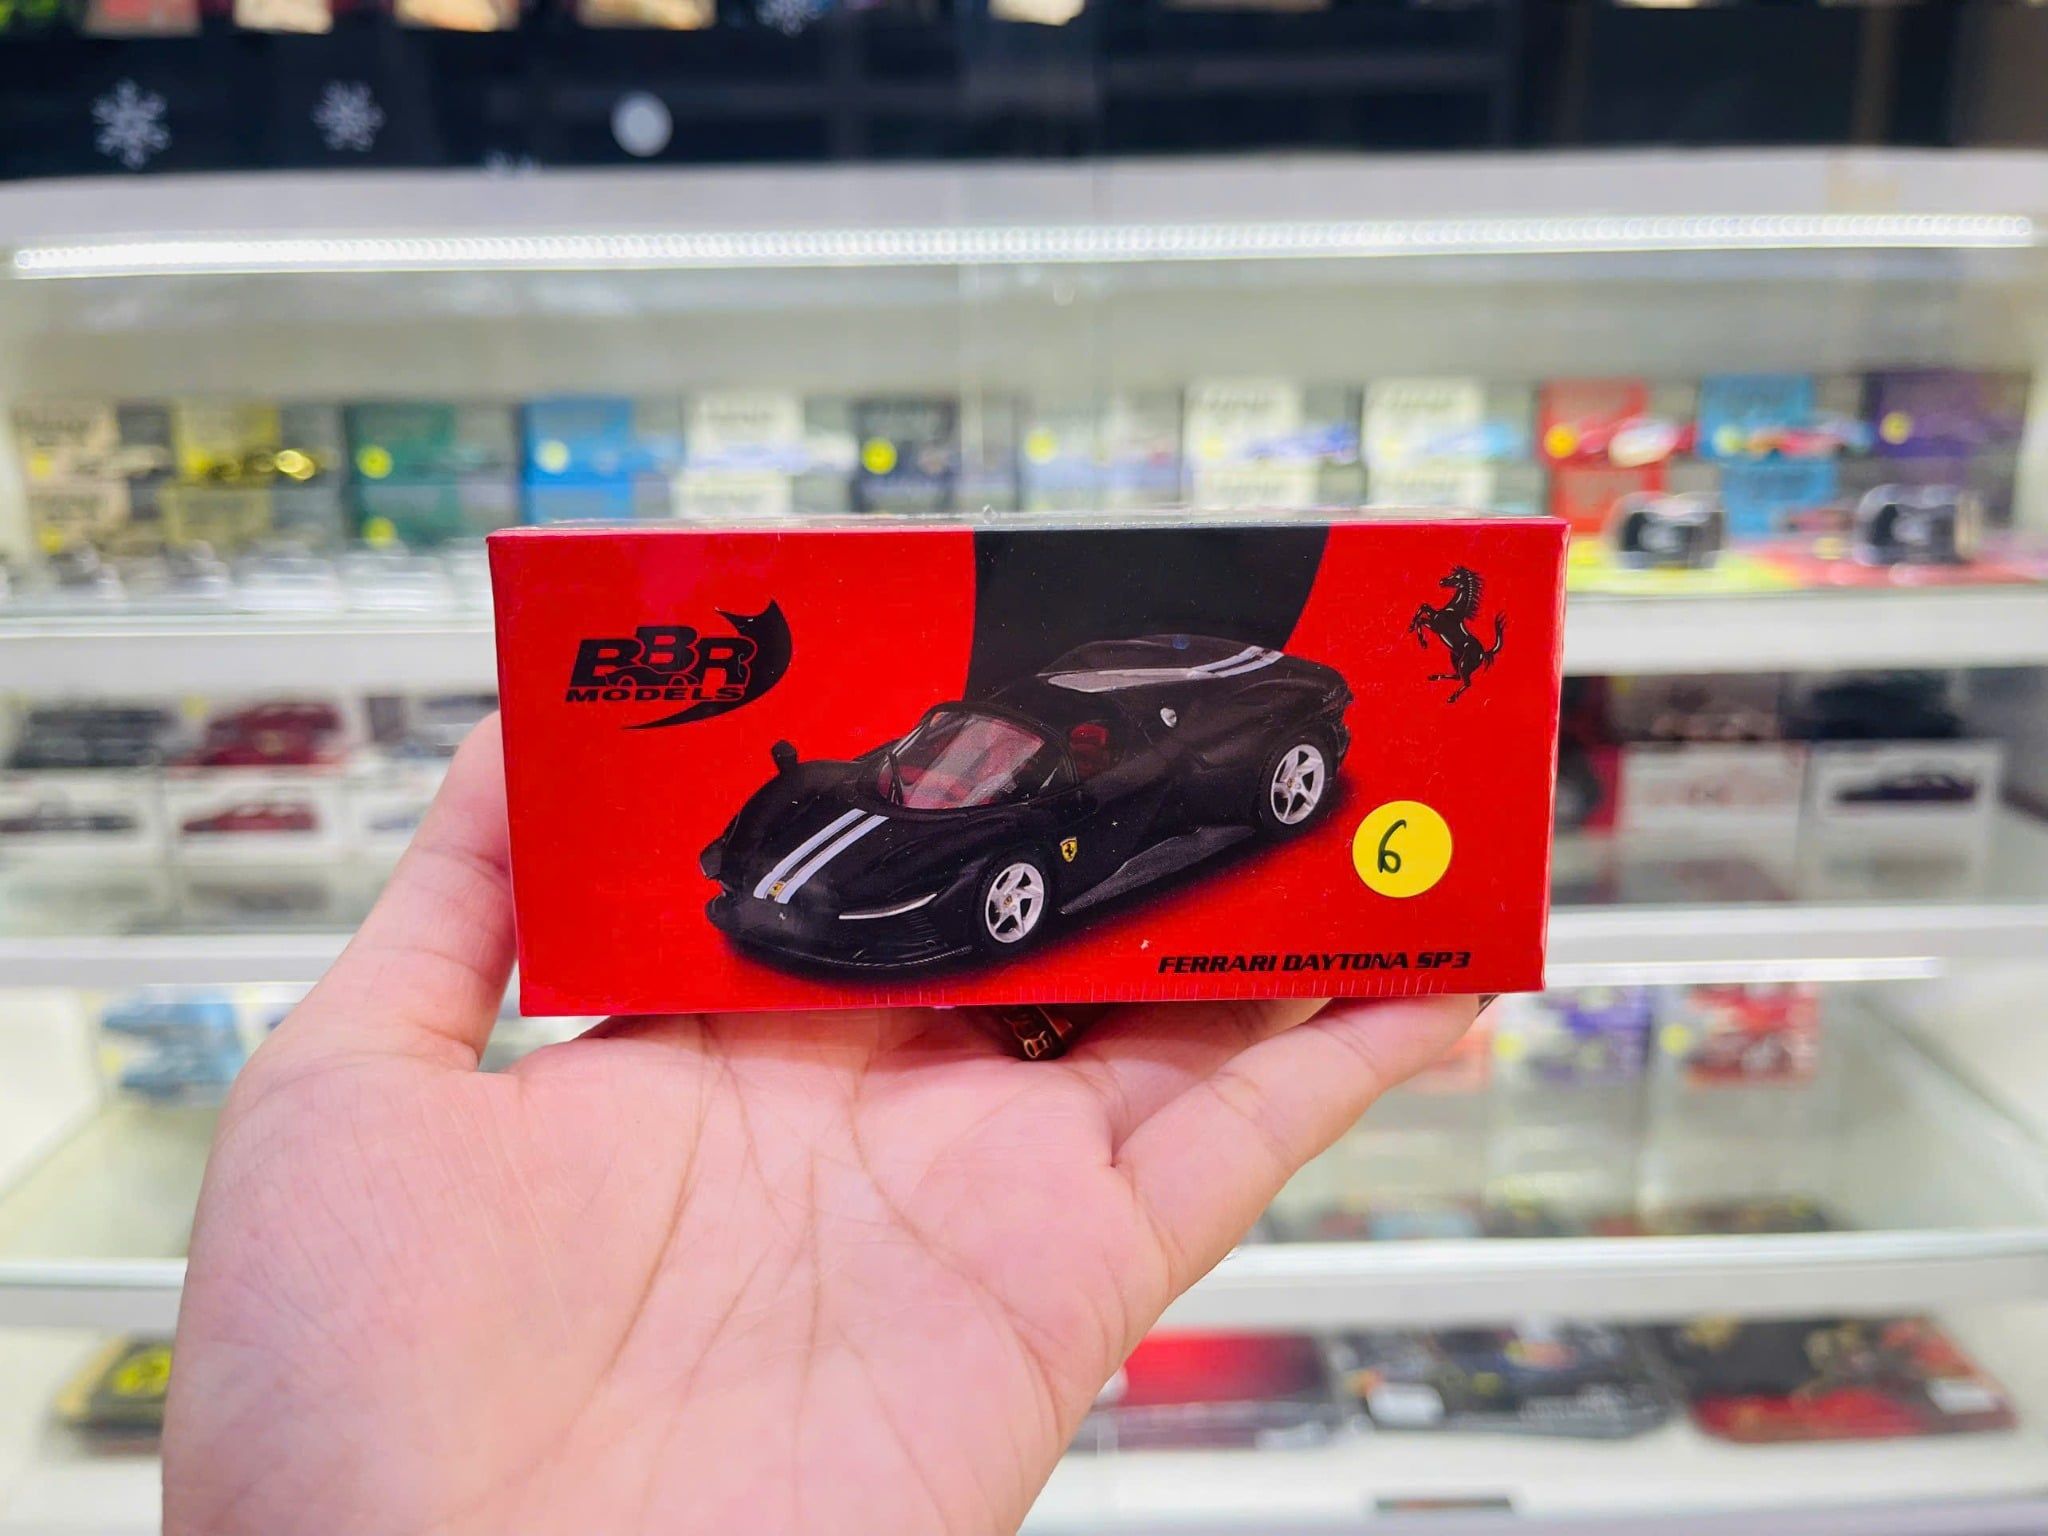 BBR
MODELS
6
FERRARI DAYTONA SP3